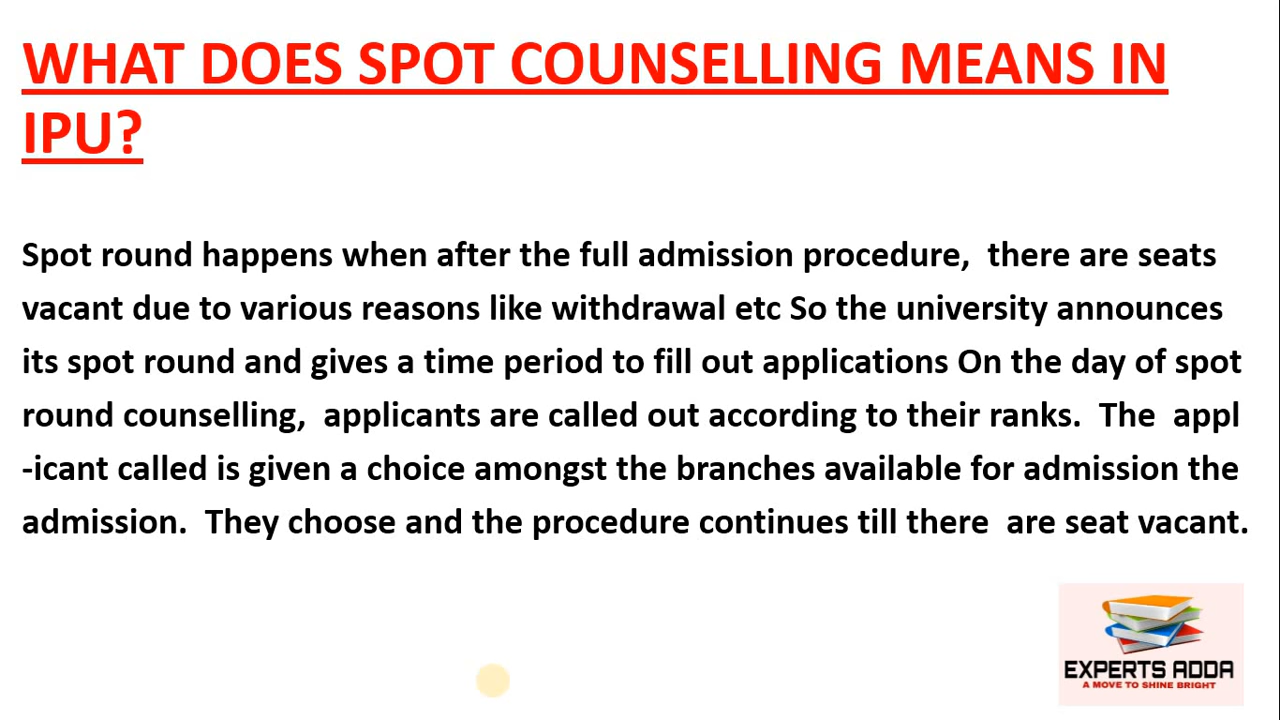 WHAT DOES SPOT COUNSELLING MEANS IN
IPU?
Spot round happens when after the full admission procedure,  there are seats
vacant due to various reasons like withdrawal etc So the university announces
its spot round and gives a time period to fill out applications On the day of spot
round counselling,  applicants are called out according to their ranks.  The  appl
-icant called is given a choice amongst the branches available for admission the
admission.  They choose and the procedure continues till there  are seat vacant.
EXPERTS ADDA
A MOVE TO SHINE BRIGHT